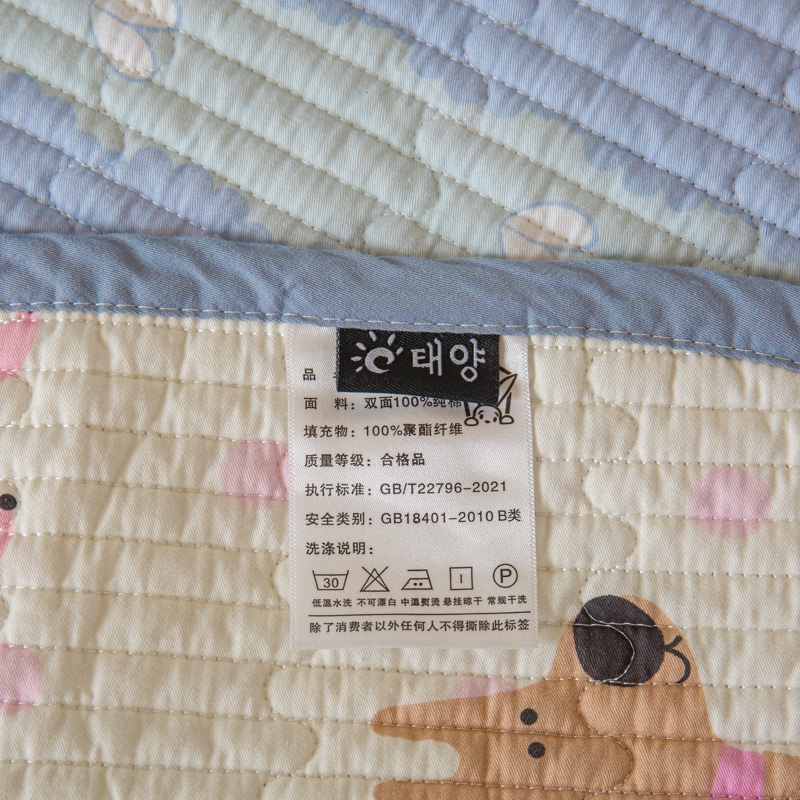 태양
品
面 料：双面100%纯棉
填充物：100%聚酯纤维
质量等级：合格品
执行标准：GB/T22796-2021
安全类别：GB18401-2010 B类
洗涤说明：
30 P
低温水洗 不可漂白 中温熨烫 悬挂晾干 常规干洗
除了消费者以外任何人不得撕除此标签